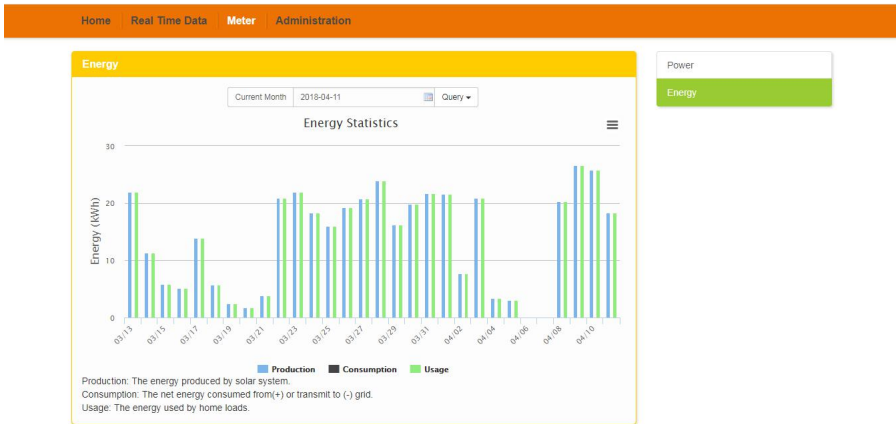 Home Real Time Data Meter Administration
Energy
Power
Energy
Current Month 2018-04-11 Query
Energy Statistics
Energy (kWh)
30
20
10
0
03/13 03/15 03/17 03/19 03/21 03/23 03/25 03/27 03/29 03/31 04/02 04/04 04/06 04/08 04/10
Production Consumption Usage
Production: The energy produced by solar system.
Consumption: The net energy consumed from(+) or transmit to (-) grid.
Usage: The energy used by home loads.